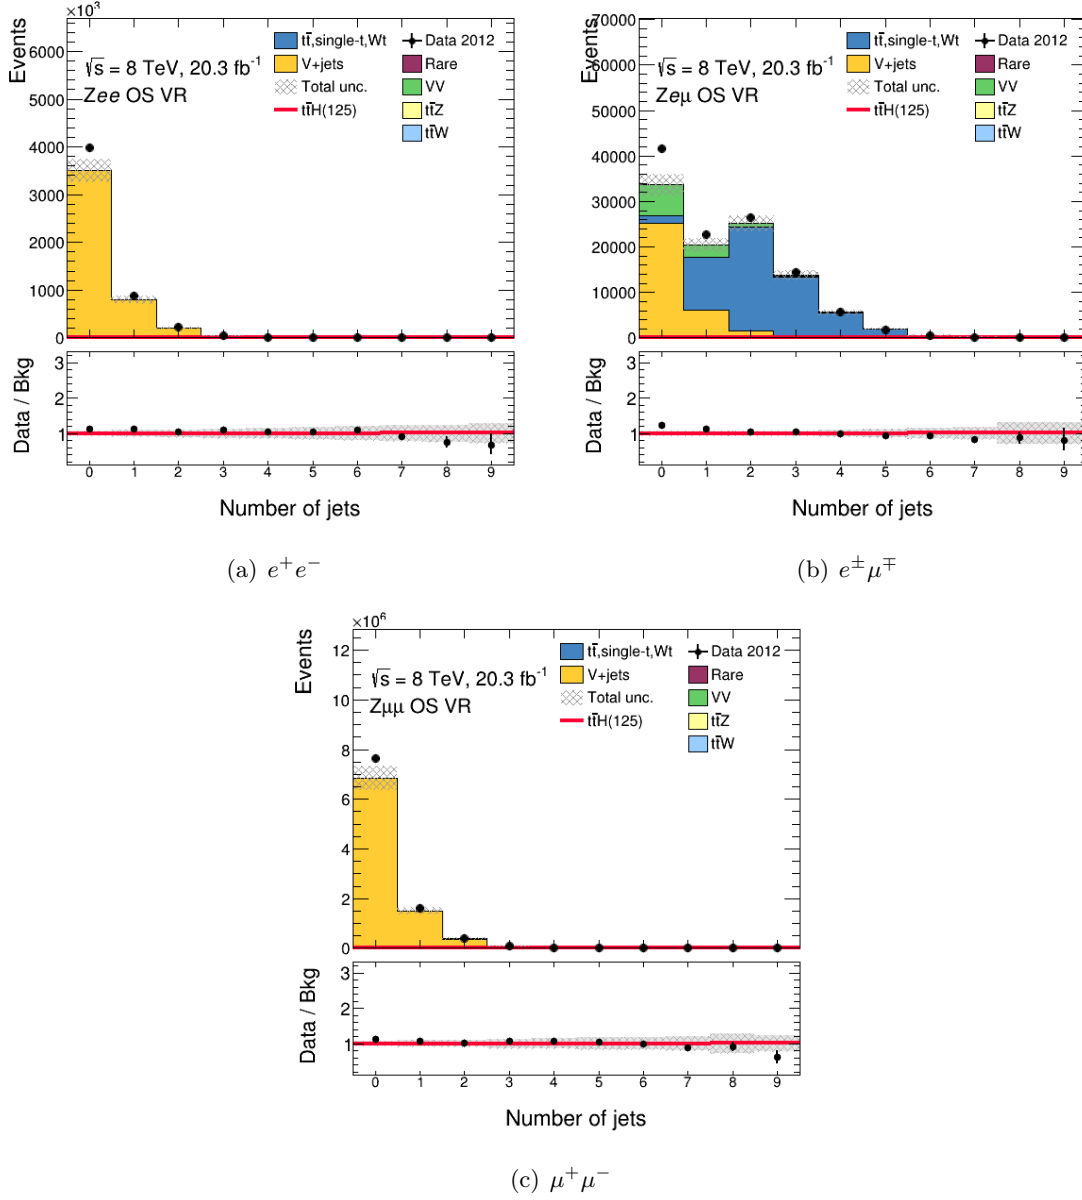 ×10³
Events
6000
5000
4000
3000
2000
1000
0
√s = 8 TeV, 20.3 fb⁻¹
Zee OS VR
tt̄,single-t,Wt
V+jets
Total unc.
tt̄H(125)
Data 2012
Rare
VV
tt̄Z
tt̄W
Data / Bkg
3
2
1
0 1 2 3 4 5 6 7 8 9
Number of jets
(a) e⁺e⁻
Events
70000
60000
50000
40000
30000
20000
10000
0
√s = 8 TeV, 20.3 fb⁻¹
Zeμ OS VR
tt̄,single-t,Wt
V+jets
Total unc.
tt̄H(125)
Data 2012
Rare
VV
tt̄Z
tt̄W
Data / Bkg
3
2
1
0 1 2 3 4 5 6 7 8 9
Number of jets
(b) e±μ∓
×10⁶
Events
12
10
8
6
4
2
0
√s = 8 TeV, 20.3 fb⁻¹
Zμμ OS VR
tt̄,single-t,Wt
V+jets
Total unc.
tt̄H(125)
Data 2012
Rare
VV
tt̄Z
tt̄W
Data / Bkg
3
2
1
0 1 2 3 4 5 6 7 8 9
Number of jets
(c) μ⁺μ⁻